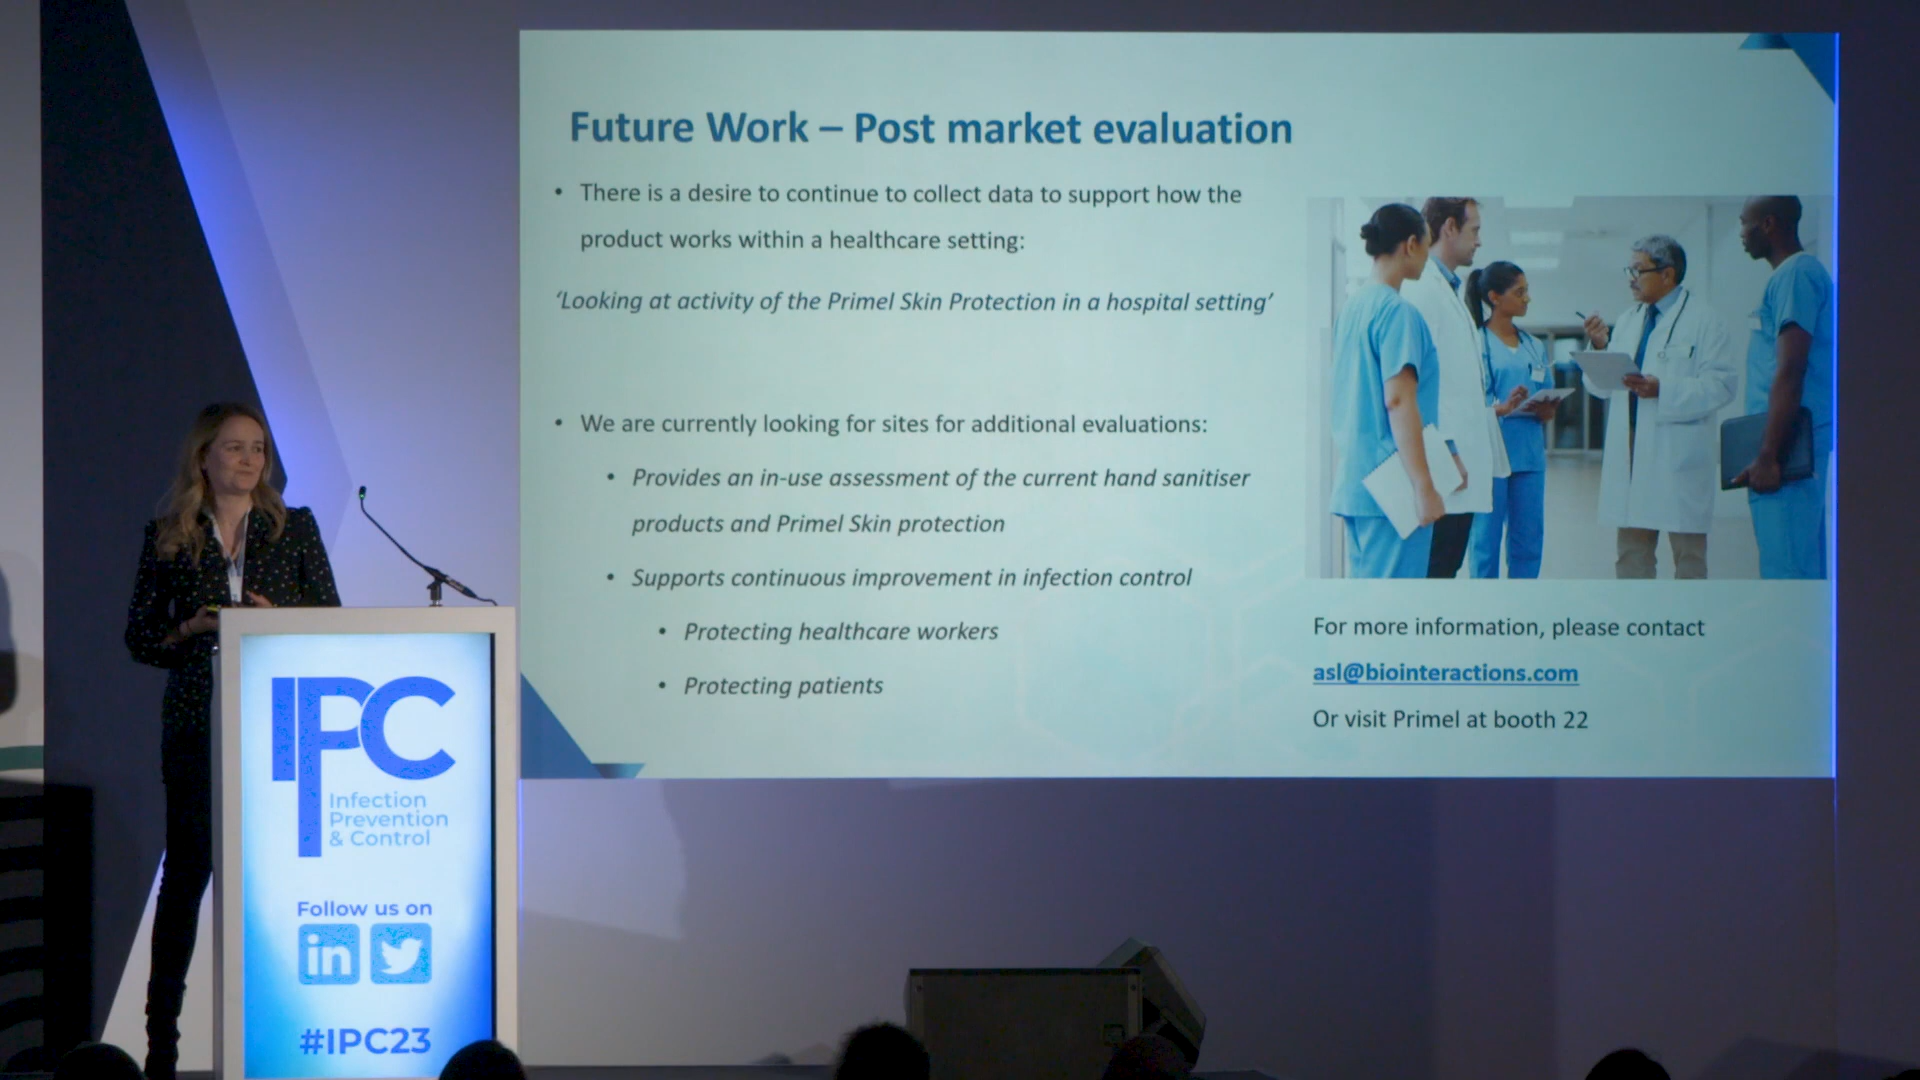 Future Work – Post market evaluation
• There is a desire to continue to collect data to support how the
product works within a healthcare setting:
‘Looking at activity of the Primel Skin Protection in a hospital setting’
• We are currently looking for sites for additional evaluations:
• Provides an in-use assessment of the current hand sanitiser
products and Primel Skin protection
• Supports continuous improvement in infection control
• Protecting healthcare workers
• Protecting patients
For more information, please contact
asl@biointeractions.com
Or visit Primel at booth 22
IPC
Infection
Prevention
& Control
Follow us on
in
#IPC23